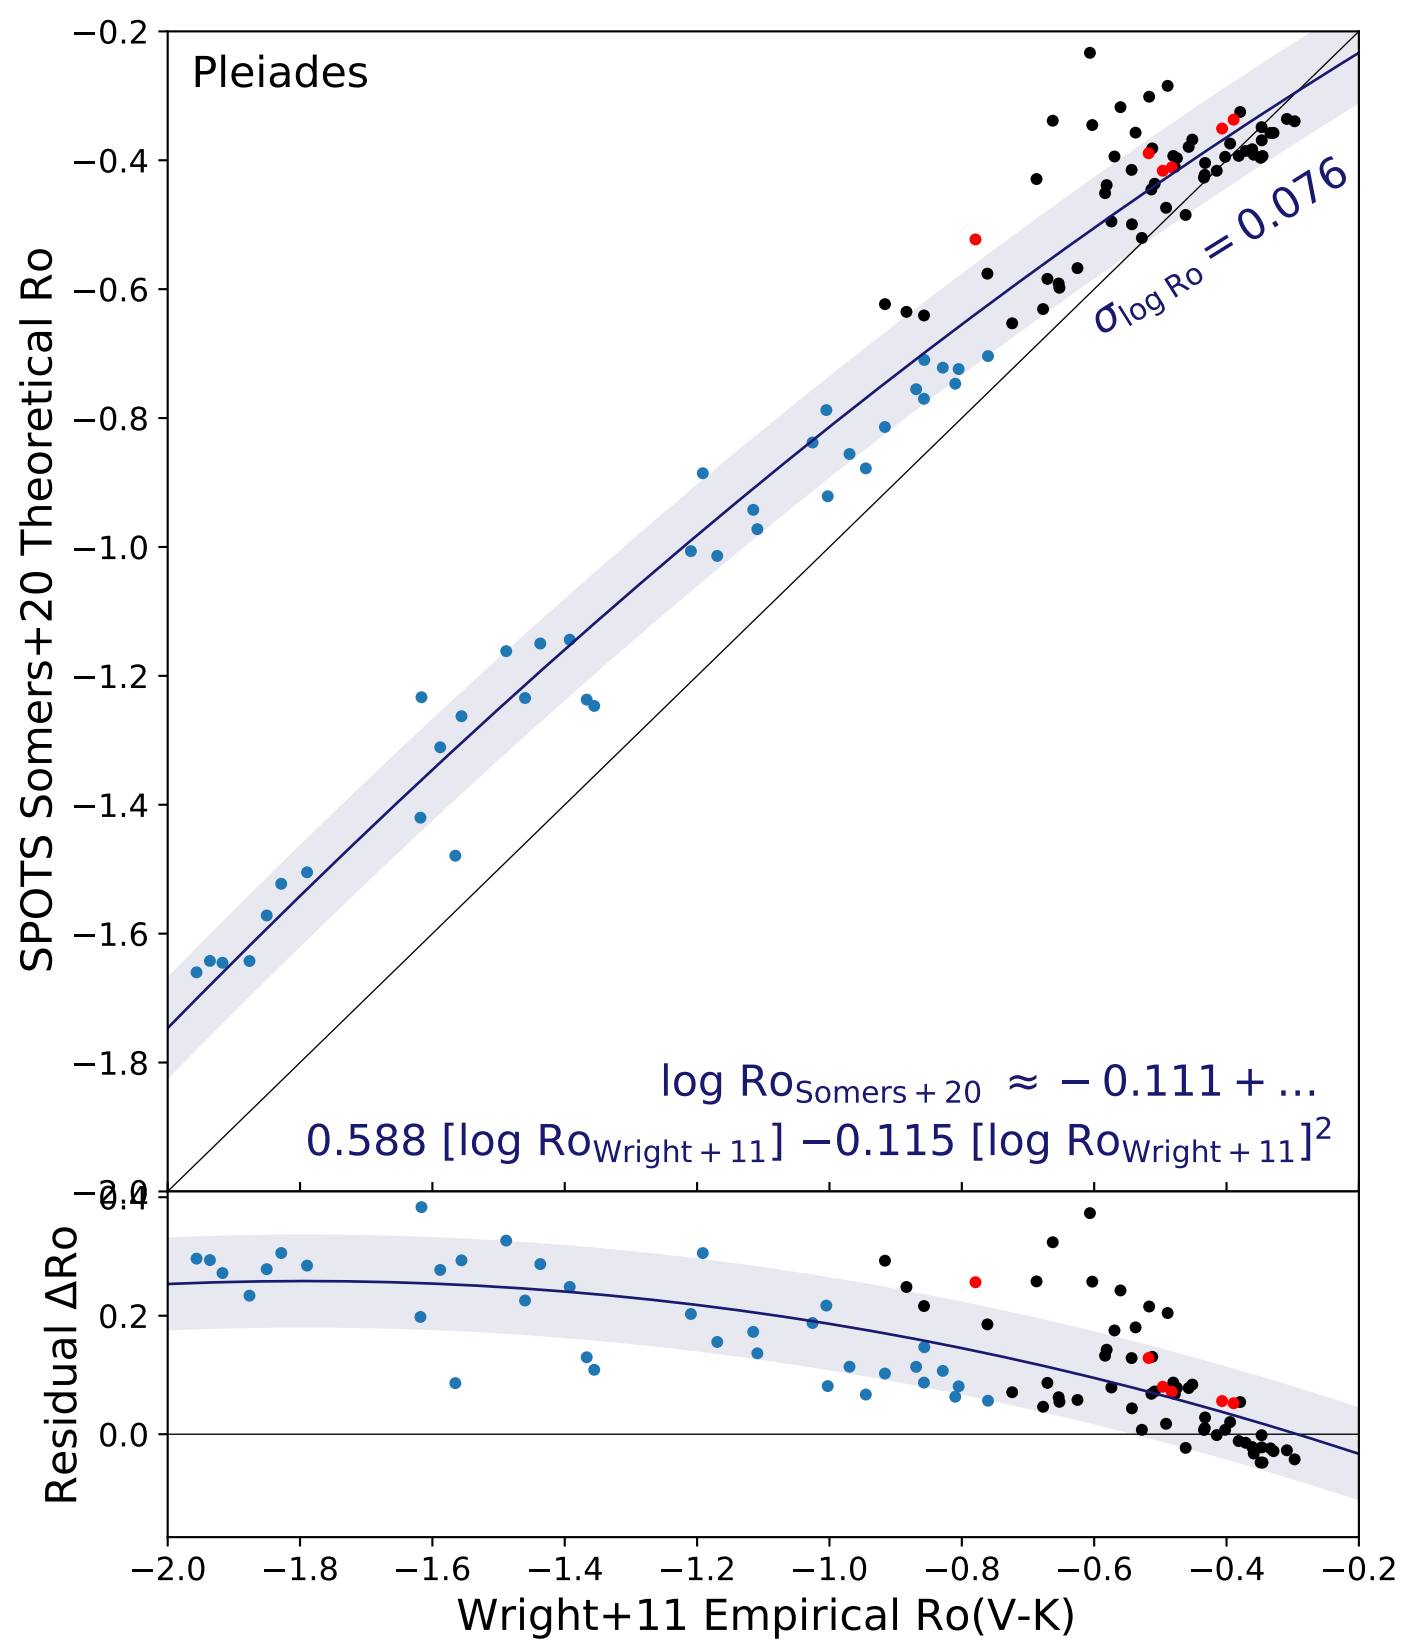 Pleiades
SPOTS Somers+20 Theoretical Ro
−0.2
−0.4
−0.6
−0.8
−1.0
−1.2
−1.4
−1.6
−1.8
−2.0
σlog Ro = 0.076
log RoSomers + 20 ≈ − 0.111 + ...
0.588 [log RoWright + 11] −0.115 [log RoWright + 11]²
Residual ΔRo
0.4
0.2
0.0
−2.0 −1.8 −1.6 −1.4 −1.2 −1.0 −0.8 −0.6 −0.4 −0.2
Wright+11 Empirical Ro(V-K)